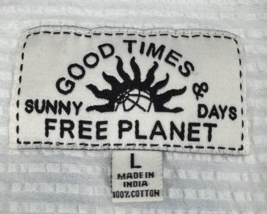 GOOD TIMES &
SUNNY DAYS
FREE PLANET
L
MADE IN
INDIA
100% COTTON